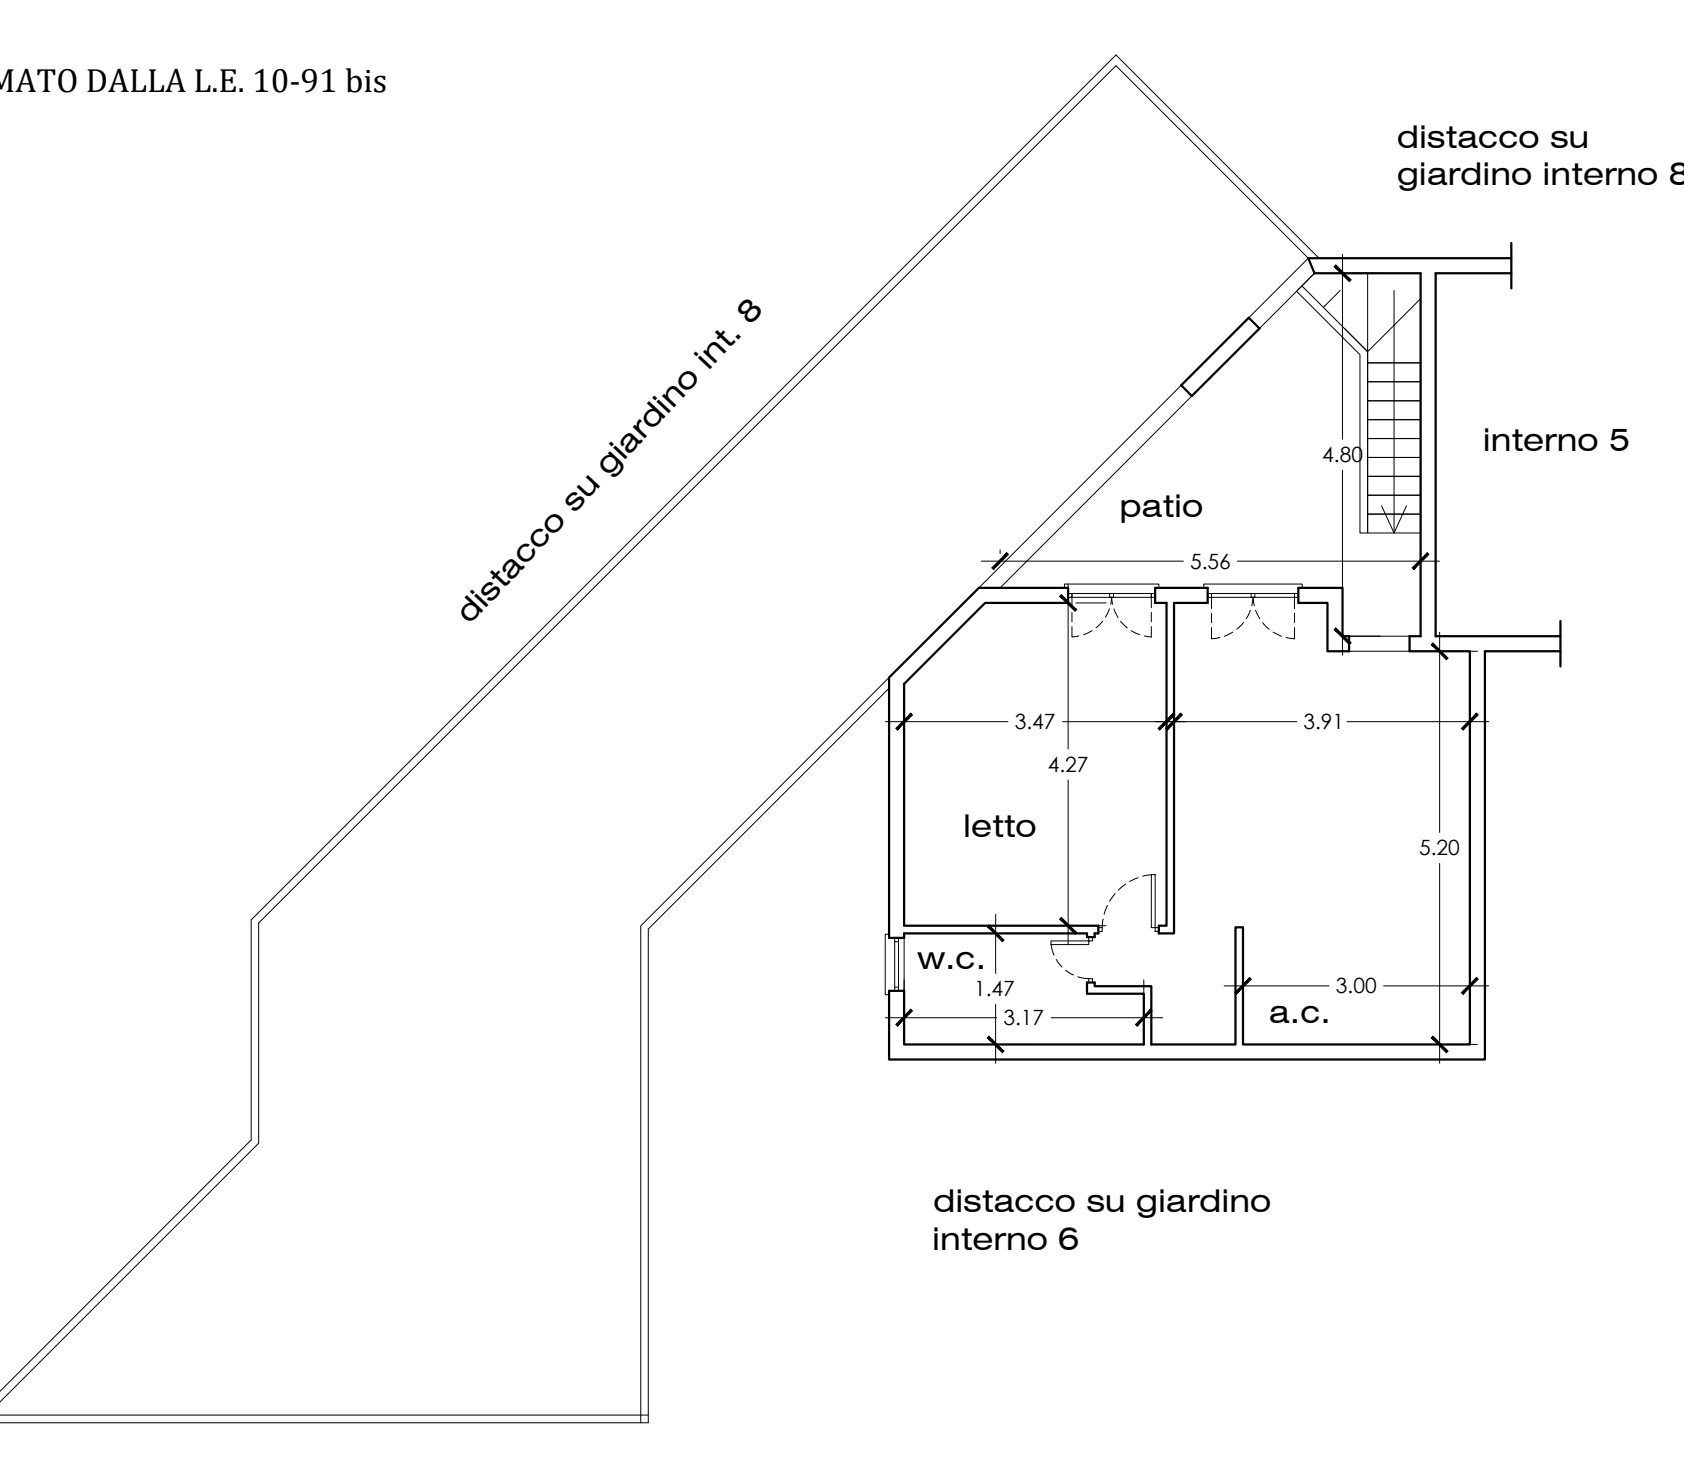 MATO DALLA L.E. 10-91 bis
distacco su
giardino interno 8
distacco su giardino int. 8
interno 5
4.80
patio
5.56
3.47
3.91
4.27
letto
5.20
w.c.
1.47
3.00
3.17
a.c.
distacco su giardino
interno 6